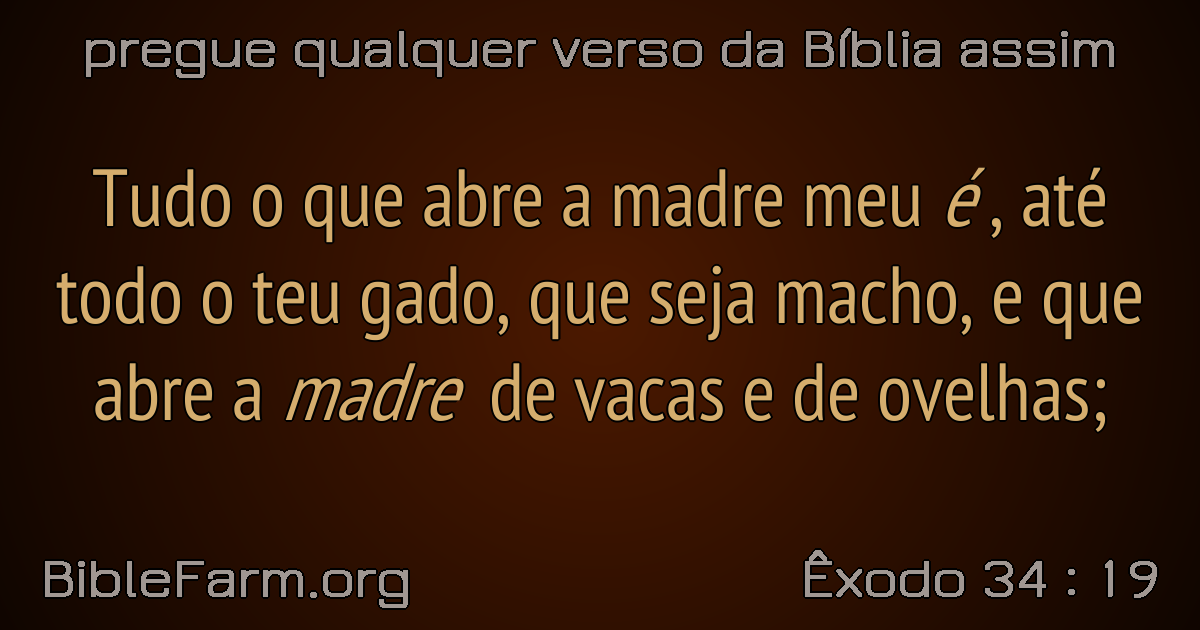 pregue qualquer verso da Bíblia assim
Tudo o que abre a madre meu é , até
todo o teu gado, que seja macho, e que
abre a madre de vacas e de ovelhas;
BibleFarm.org
Êxodo 34 : 19